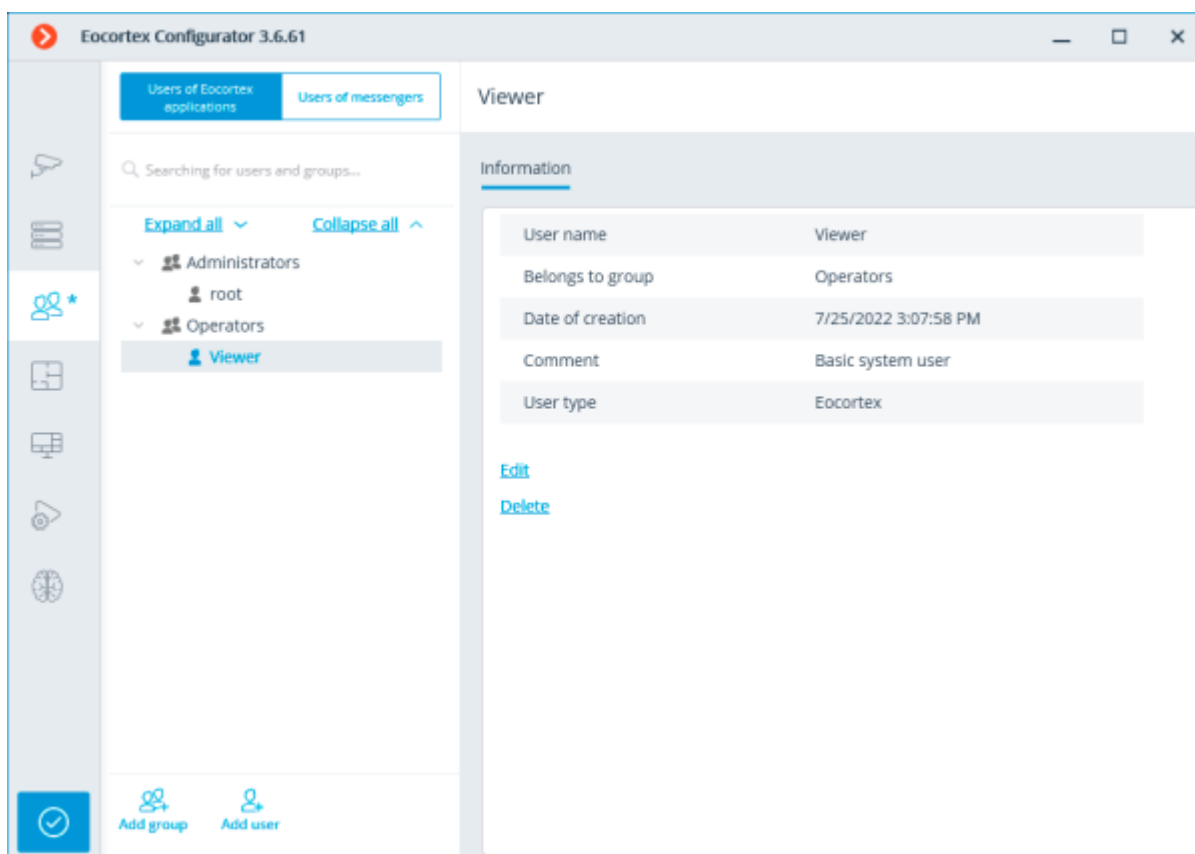 Eocortex Configurator 3.6.61
Users of Eocortex
applications
Users of messengers
Viewer
Searching for users and groups...
Information
Expand all
Collapse all
Administrators
root
Operators
Viewer
User name Viewer
Belongs to group Operators
Date of creation 7/25/2022 3:07:58 PM
Comment Basic system user
User type Eocortex
Edit
Delete
*
Add group
Add user